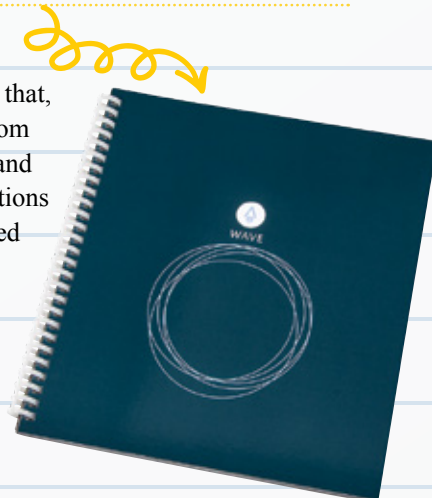 that,
om
and
tions
ed
WAVE